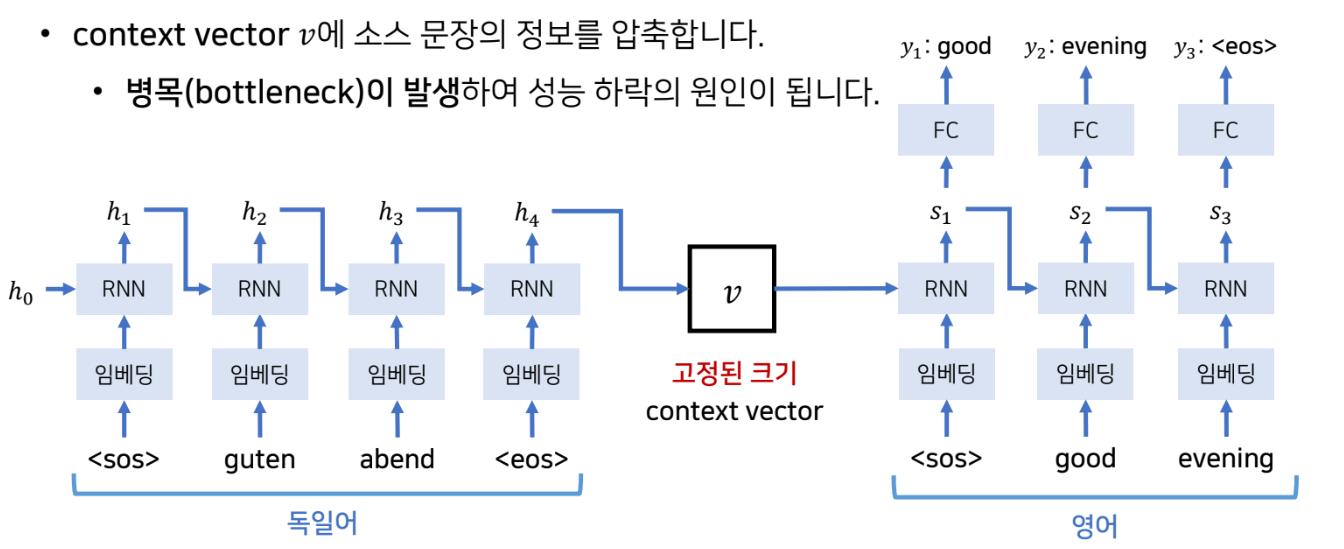 • context vector v에 소스 문장의 정보를 압축합니다.
• 병목(bottleneck)이 발생하여 성능 하락의 원인이 됩니다.
y₁: good y₂: evening y₃: <eos>
FC FC FC
h₁ h₂ h₃ h₄ s₁ s₂ s₃
h₀ RNN RNN RNN RNN v RNN RNN RNN
임베딩 임베딩 임베딩 임베딩 고정된 크기 임베딩 임베딩 임베딩
context vector
<sos> guten abend <eos> <sos> good evening
독일어 영어